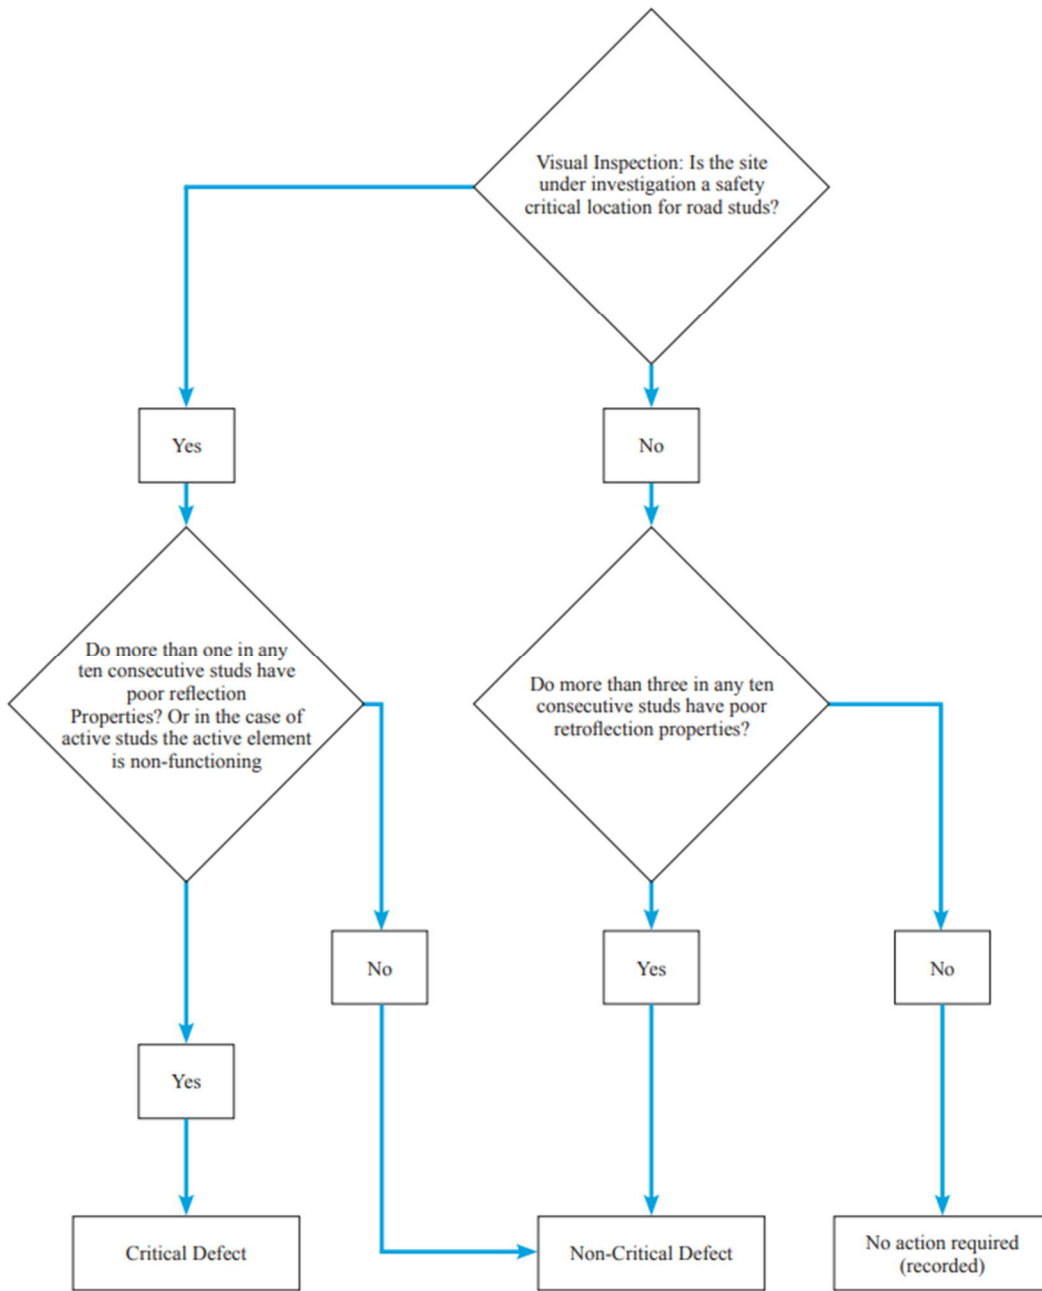 Visual Inspection: Is the site
under investigation a safety
critical location for road studs?
Yes
No
Do more than one in any
ten consecutive studs have
poor reflection
Properties? Or in the case of
active studs the active element
is non-functioning
Do more than three in any ten
consecutive studs have poor
retroflection properties?
No
Yes
No
Yes
Critical Defect
Non-Critical Defect
No action required
(recorded)